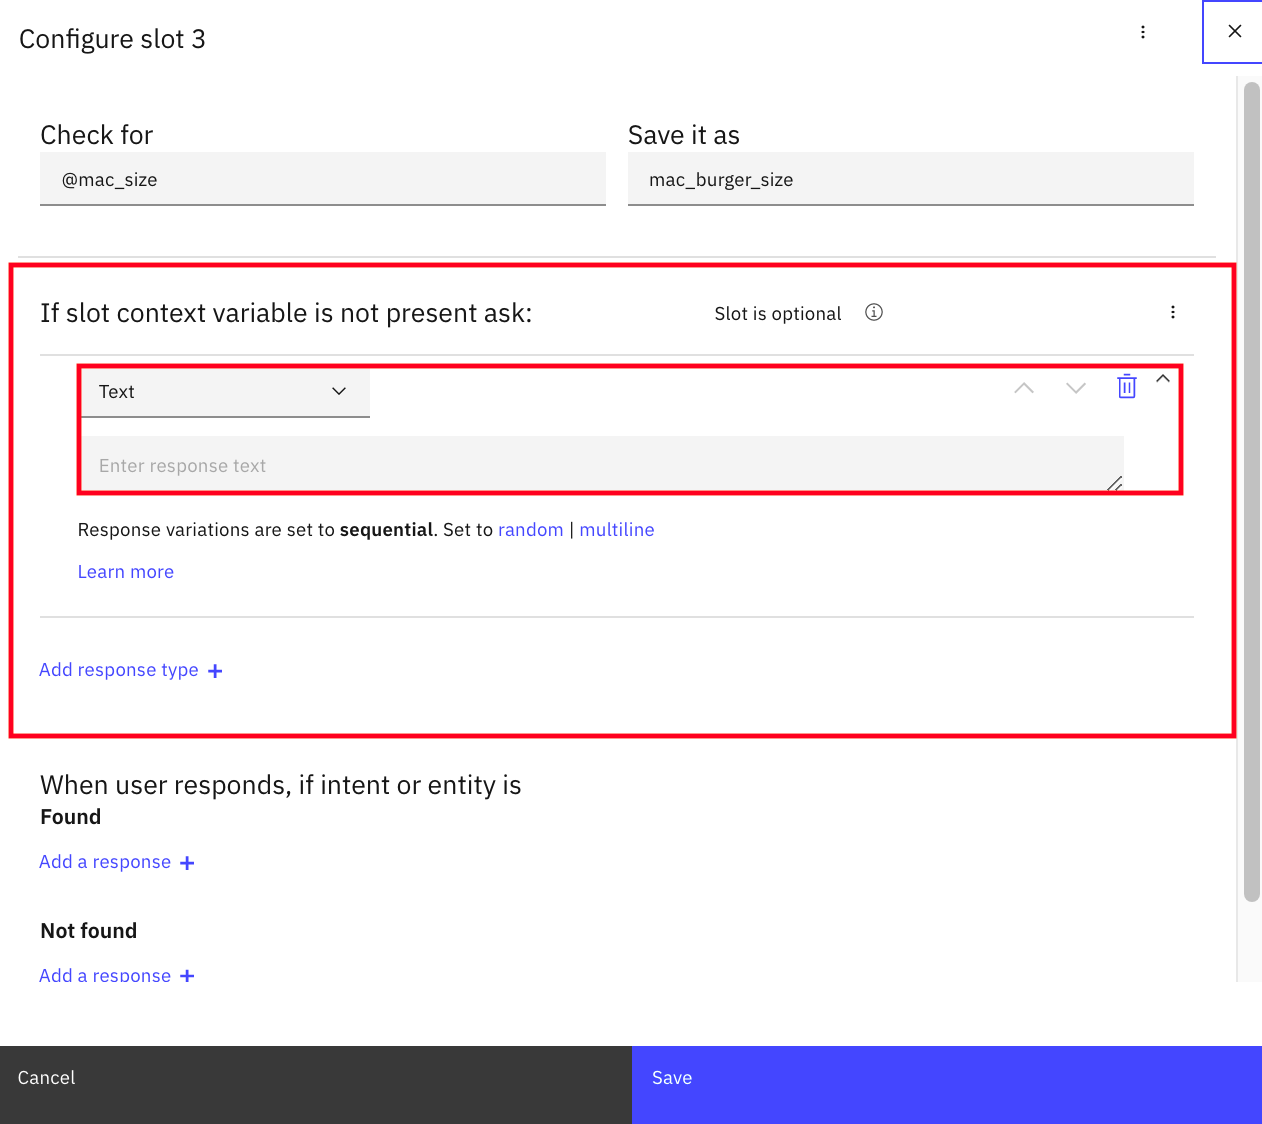 Configure slot 3
Check for
Save it as
@mac_size
mac_burger_size
If slot context variable is not present ask:
Slot is optional
Text
Enter response text
Response variations are set to sequential. Set to random | multiline
Learn more
Add response type +
When user responds, if intent or entity is
Found
Add a response +
Not found
Add a response +
Cancel
Save